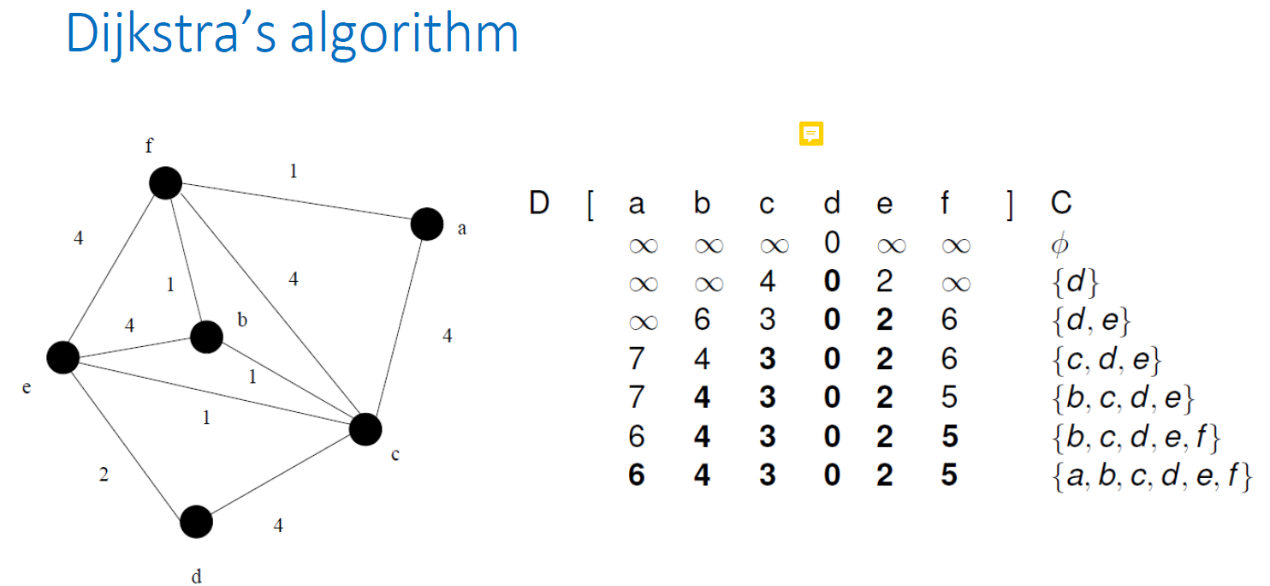 Dijkstra's algorithm
f
1
a
4
1
4
4
b
4
e
1
1
c
2
4
d
D [ a b c d e f ] C
∞ ∞ ∞ 0 ∞ ∞ ϕ
∞ ∞ 4 0 2 ∞ {d}
∞ 6 3 0 2 6 {d, e}
7 4 3 0 2 6 {c, d, e}
7 4 3 0 2 5 {b, c, d, e}
6 4 3 0 2 5 {b, c, d, e, f}
6 4 3 0 2 5 {a, b, c, d, e, f}